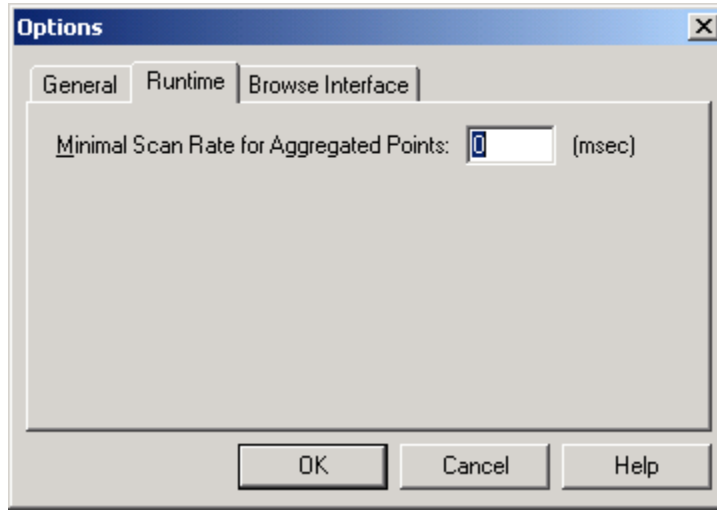 Options
General Runtime Browse Interface
Minimal Scan Rate for Aggregated Points: 0 (msec)
OK Cancel Help